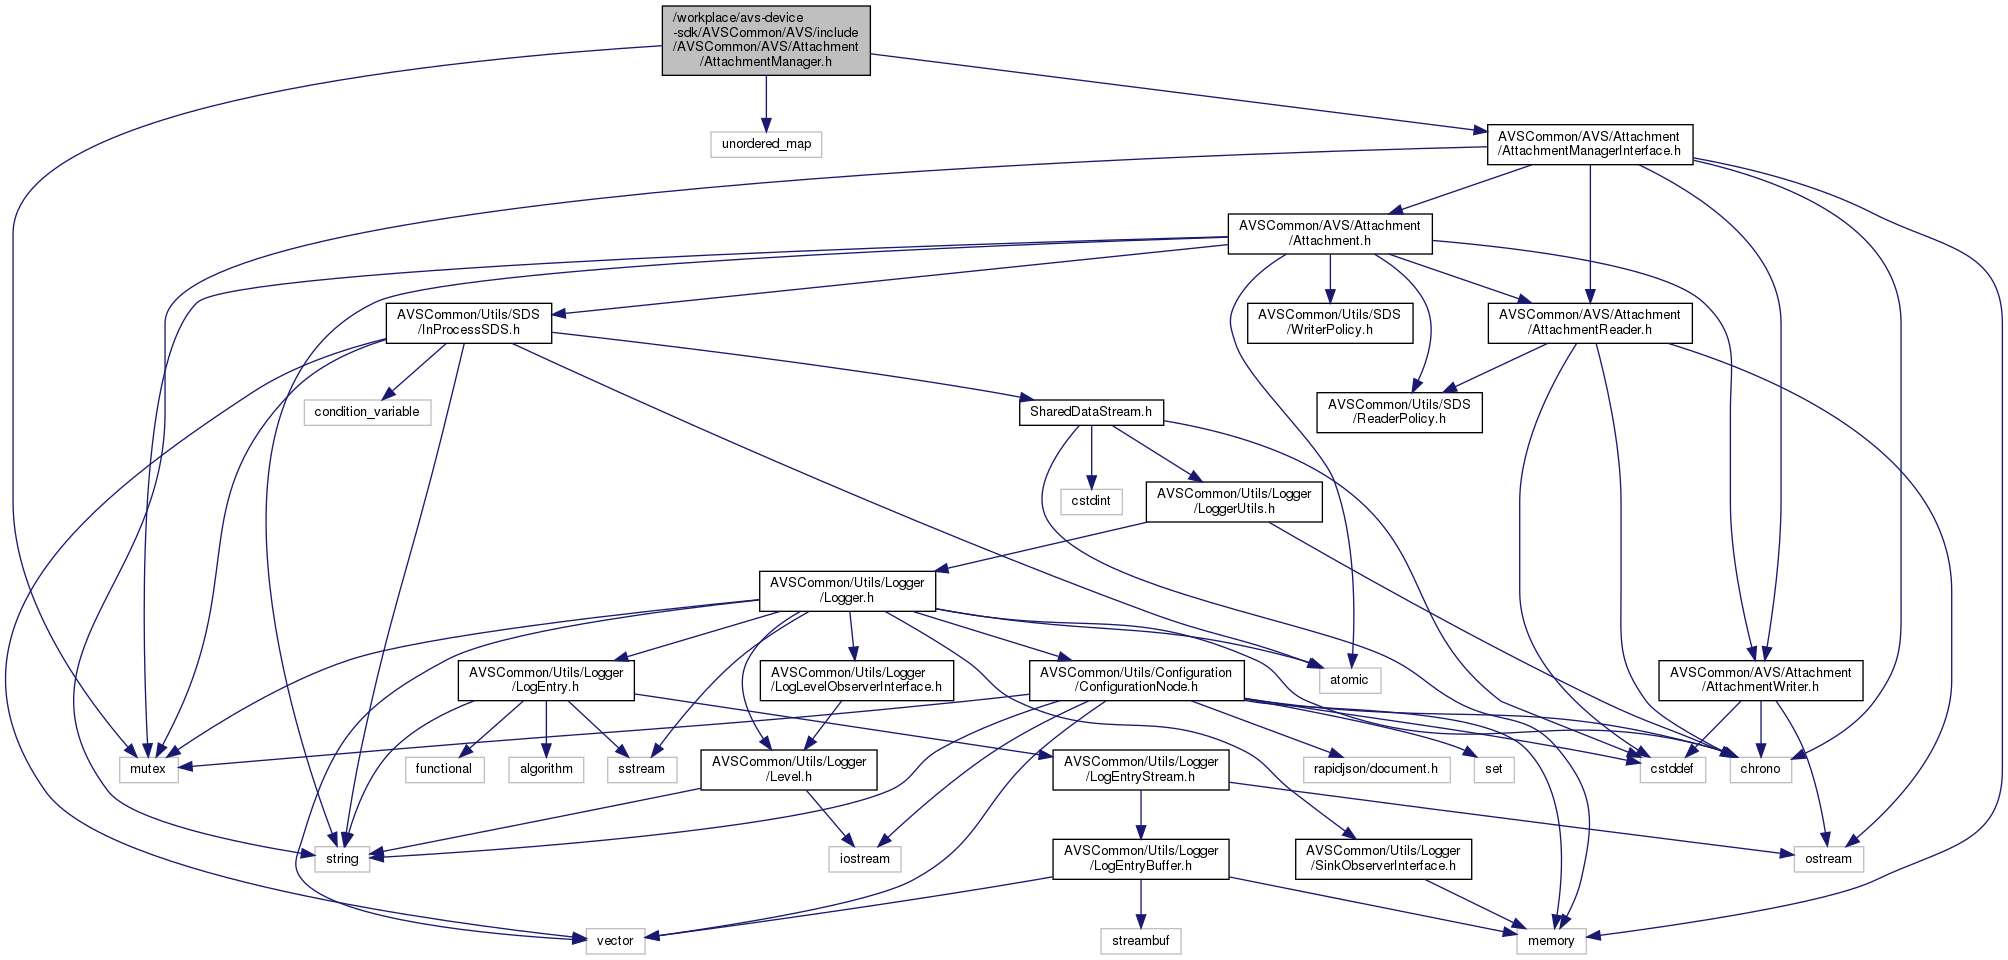 /workplace/avs-device
-sdk/AVSCommon/AVS/include
/AVSCommon/AVS/Attachment
/AttachmentManager.h
unordered_map
AVSCommon/AVS/Attachment
/AttachmentManagerInterface.h
AVSCommon/AVS/Attachment
/Attachment.h
AVSCommon/Utils/SDS
/InProcessSDS.h
AVSCommon/Utils/SDS
/WriterPolicy.h
AVSCommon/AVS/Attachment
/AttachmentReader.h
condition_variable
SharedDataStream.h
AVSCommon/Utils/SDS
/ReaderPolicy.h
cstdint
AVSCommon/Utils/Logger
/LoggerUtils.h
AVSCommon/Utils/Logger
/Logger.h
AVSCommon/Utils/Logger
/LogEntry.h
AVSCommon/Utils/Logger
/LogLevelObserverInterface.h
AVSCommon/Utils/Configuration
/ConfigurationNode.h
atomic
AVSCommon/AVS/Attachment
/AttachmentWriter.h
mutex
functional
algorithm
sstream
AVSCommon/Utils/Logger
/Level.h
AVSCommon/Utils/Logger
/LogEntryStream.h
rapidjson/document.h
set
cstddef
chrono
string
iostream
AVSCommon/Utils/Logger
/LogEntryBuffer.h
AVSCommon/Utils/Logger
/SinkObserverInterface.h
ostream
vector
streambuf
memory